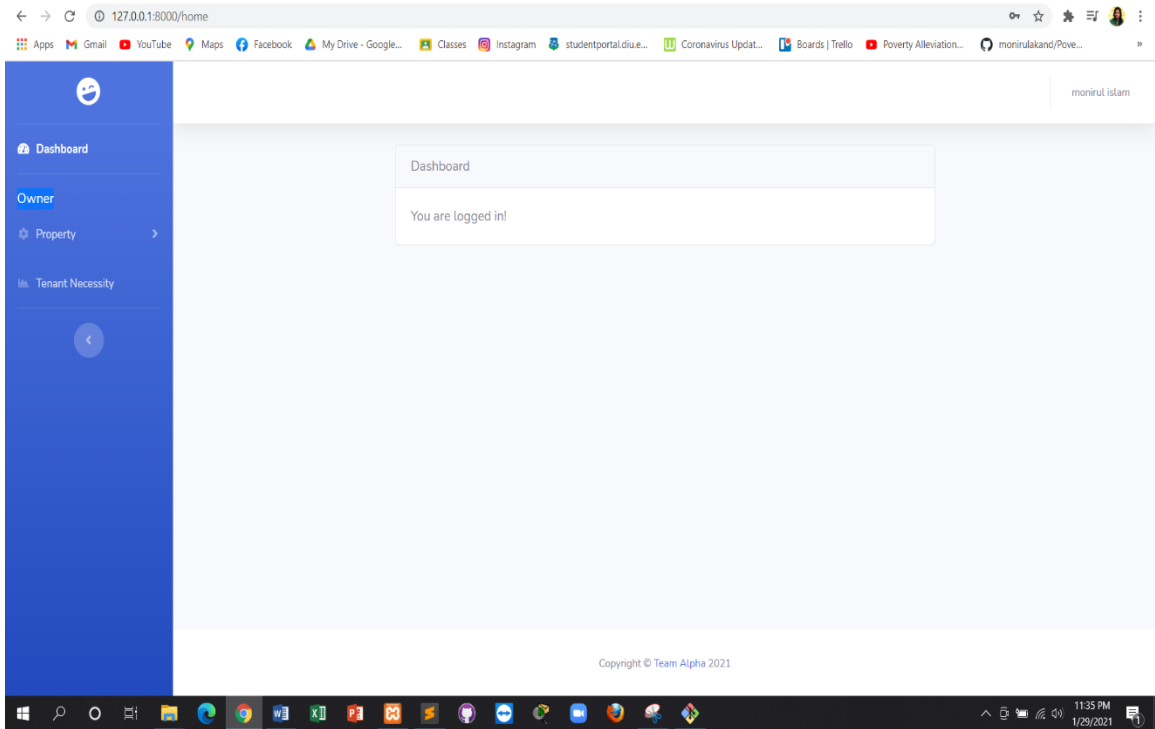 127.0.0.1:8000/home
Apps Gmail YouTube Maps Facebook My Drive - Google... Classes Instagram studentportal.diu.e... Coronavirus Updat... Boards | Trello Poverty Alleviation... monirulakand/Pove... »
monirul islam
Dashboard
Owner
Property
Tenant Necessity
Dashboard
You are logged in!
Copyright © Team Alpha 2021
11:35 PM
1/29/2021
1